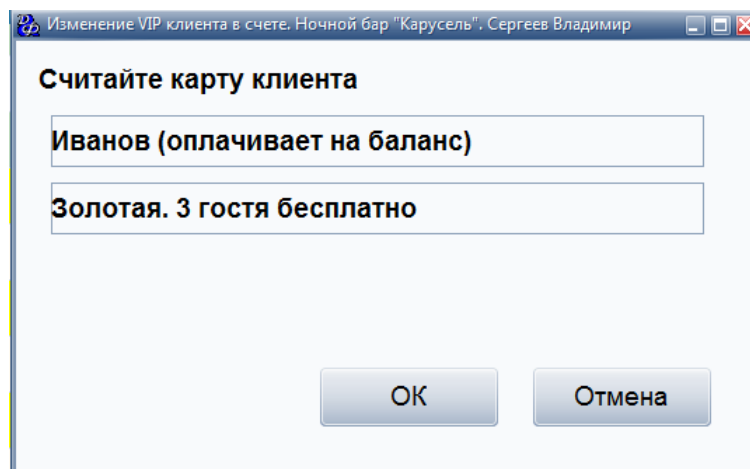 Изменение VIP клиента в счете. Ночной бар "Карусель". Сергеев Владимир
Считайте карту клиента
Иванов (оплачивает на баланс)
Золотая. 3 гостя бесплатно
ОК
Отмена